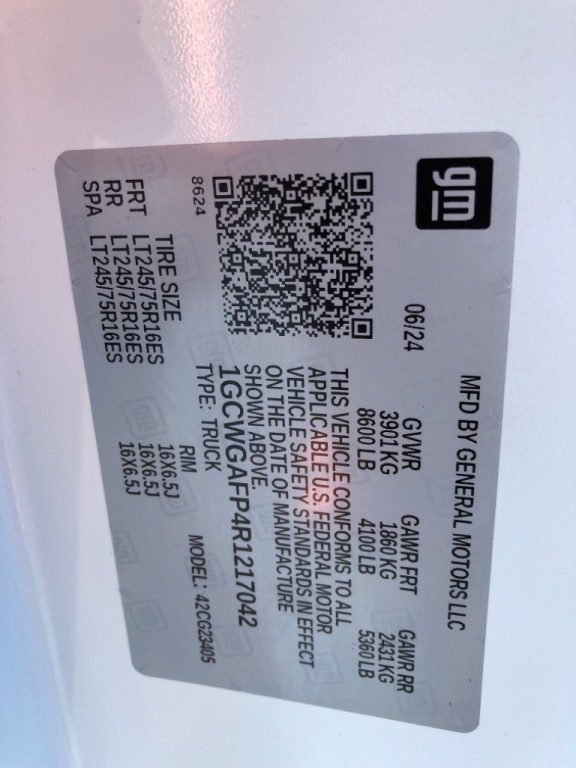 gm
MFD BY GENERAL MOTORS LLC
06/24 GVWR GAWR FRT GAWR RR
3901 KG 1860 KG 2431 KG
8600 LB 4100 LB 5360 LB
THIS VEHICLE CONFORMS TO ALL
APPLICABLE U.S. FEDERAL MOTOR
VEHICLE SAFETY STANDARDS IN EFFECT
ON THE DATE OF MANUFACTURE
SHOWN ABOVE.
1GCWGAFP4R1217042
8624 TYPE: TRUCK MODEL: 42CG23405
TIRE SIZE RIM
FRT LT245/75R16ES 16X6.5J
RR LT245/75R16ES 16X6.5J
SPA LT245/75R16ES 16X6.5J